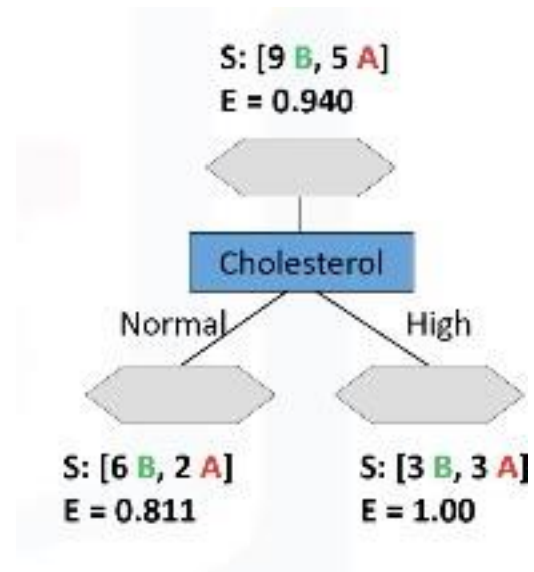 S: [9 B, 5 A]
E = 0.940
Cholesterol
Normal
High
S: [6 B, 2 A]
E = 0.811
S: [3 B, 3 A]
E = 1.00